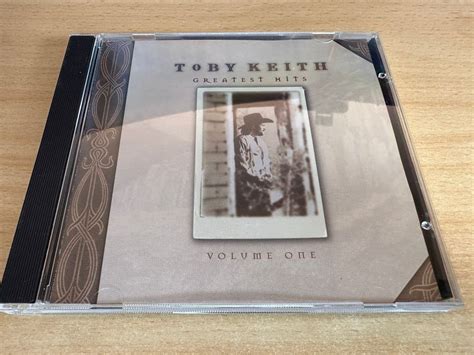 TOBY KEITH
GREATEST HITS
VOLUME ONE